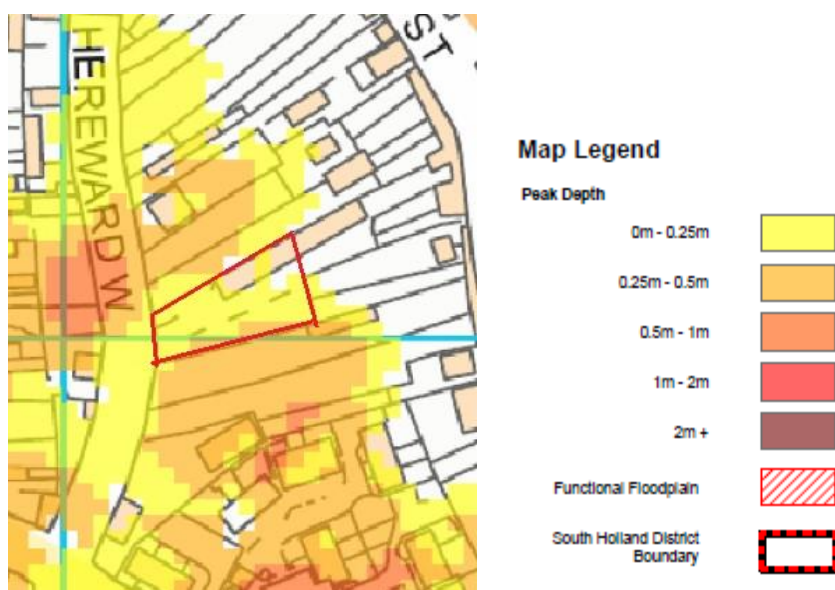 HEREWARD W
ST
Map Legend
Peak Depth
0m - 0.25m
0.25m - 0.5m
0.5m - 1m
1m - 2m
2m +
Functional Floodplain
South Holland District
Boundary